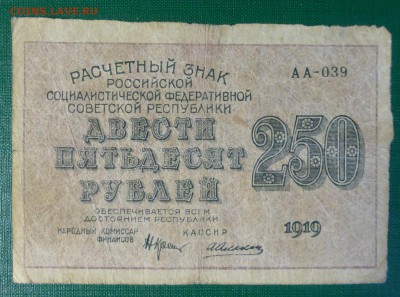 COINS.LAVE.RU
РАСЧЕТНЫЙ ЗНАК
РОССИЙСКОЙ
СОЦИАЛИСТИЧЕСКОЙ ФЕДЕРАТИВНОЙ
СОВЕТСКОЙ РЕСПУБЛИКИ
АА-039
ДВЕСТИ
ПЯТЬДЕСЯТ
РУБЛЕЙ
250
ОБЕСПЕЧИВАЕТСЯ ВСЕМ
ДОСТОЯНИЕМ РЕСПУБЛИКИ
1919
НАРОДНЫЙ КОМИССАР
ФИНАНСОВ
КАССИР